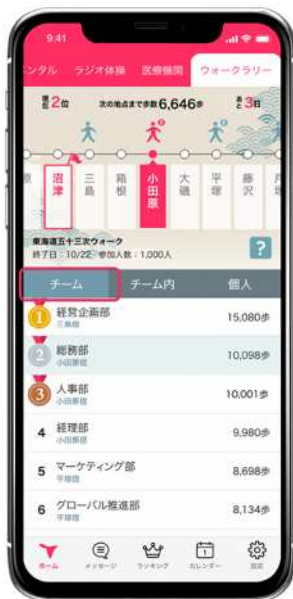 9:41
ンタル ラジオ体操 医療機関 ウォークラリー
現在2位 次の地点まで歩数6,646歩 あと3日
原 沼津 三島 箱根 小田原 大磯 平塚 藤沢 戸塚
東海道五十三次ウォーク
終了日：10/22 参加人数：1,000人
?
チーム チーム内 個人
1 経営企画部 15,080歩
三島宿
2 総務部 10,098歩
小田原宿
3 人事部 10,001歩
小田原宿
4 経理部 9,980歩
小田原宿
5 マーケティング部 8,698歩
平塚宿
6 グローバル推進部 8,134歩
平塚宿
ホーム メッセージ ランキング カレンダー 設定